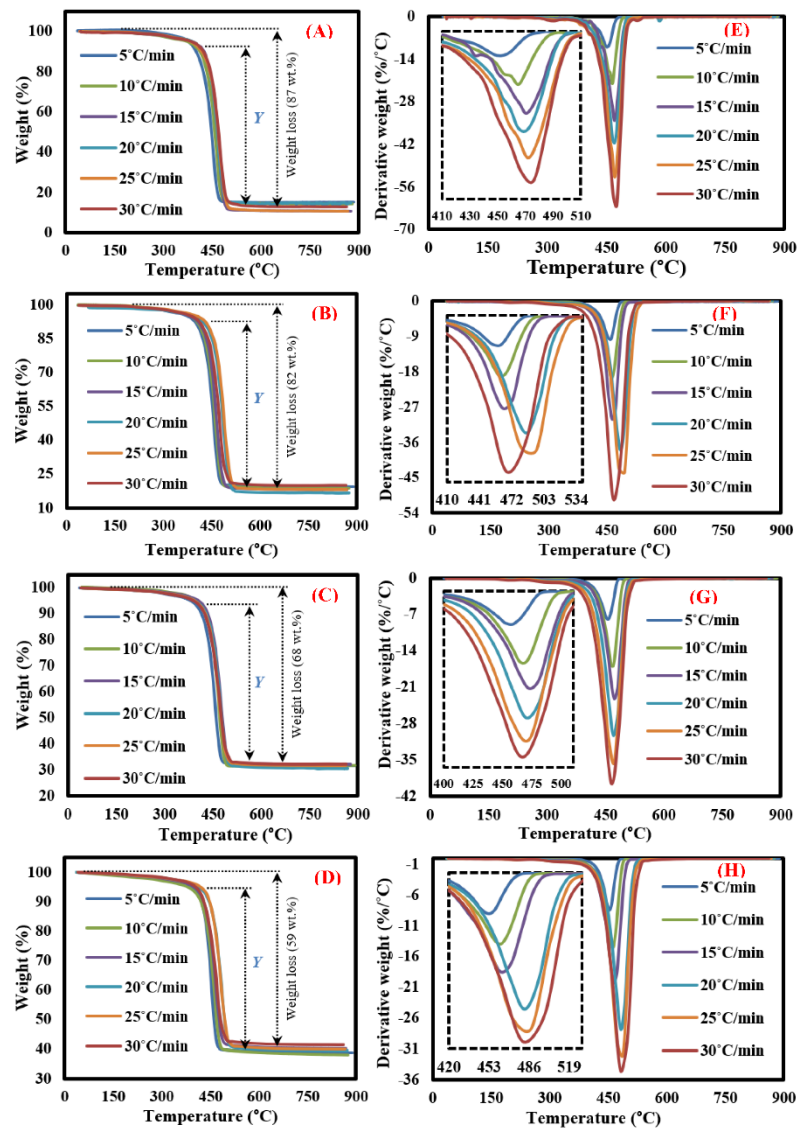 (A)
100
80
60
40
20
0
Weight (%)
5°C/min
10°C/min
15°C/min
20°C/min
25°C/min
30°C/min
Y
Weight loss (87 wt.%)
0 150 300 450 600 750 900
Temperature (°C)
(E)
0
-14
-28
-42
-56
-70
Derivative weight (%/°C)
410 430 450 470 490 510
5°C/min
10°C/min
15°C/min
20°C/min
25°C/min
30°C/min
0 150 300 450 600 750 900
Temperature (°C)
(B)
100
85
70
55
40
25
10
Weight (%)
5°C/min
10°C/min
15°C/min
20°C/min
25°C/min
30°C/min
Y
Weight loss (82 wt.%)
0 150 300 450 600 750 900
Temperature (°C)
(F)
0
-9
-18
-27
-36
-45
-54
Derivative weight (%/°C)
410 441 472 503 534
5°C/min
10°C/min
15°C/min
20°C/min
25°C/min
30°C/min
0 150 300 450 600 750 900
Temperature (°C)
(C)
100
90
80
70
60
50
40
30
20
Weight (%)
5°C/min
10°C/min
15°C/min
20°C/min
25°C/min
30°C/min
Y
Weight loss (68 wt.%)
0 150 300 450 600 750 900
Temperature (°C)
(G)
0
-7
-14
-21
-28
-35
-42
Derivative weight (%/°C)
400 425 450 475 500
5°C/min
10°C/min
15°C/min
20°C/min
25°C/min
30°C/min
0 150 300 450 600 750 900
Temperature (°C)
(D)
100
90
80
70
60
50
40
30
Weight (%)
5°C/min
10°C/min
15°C/min
20°C/min
25°C/min
30°C/min
Y
Weight loss (59 wt.%)
0 150 300 450 600 750 900
Temperature (°C)
(H)
-1
-8
-15
-22
-29
-36
Derivative weight (%/°C)
420 453 486 519
5°C/min
10°C/min
15°C/min
20°C/min
25°C/min
30°C/min
0 150 300 450 600 750 900
Temperature (°C)